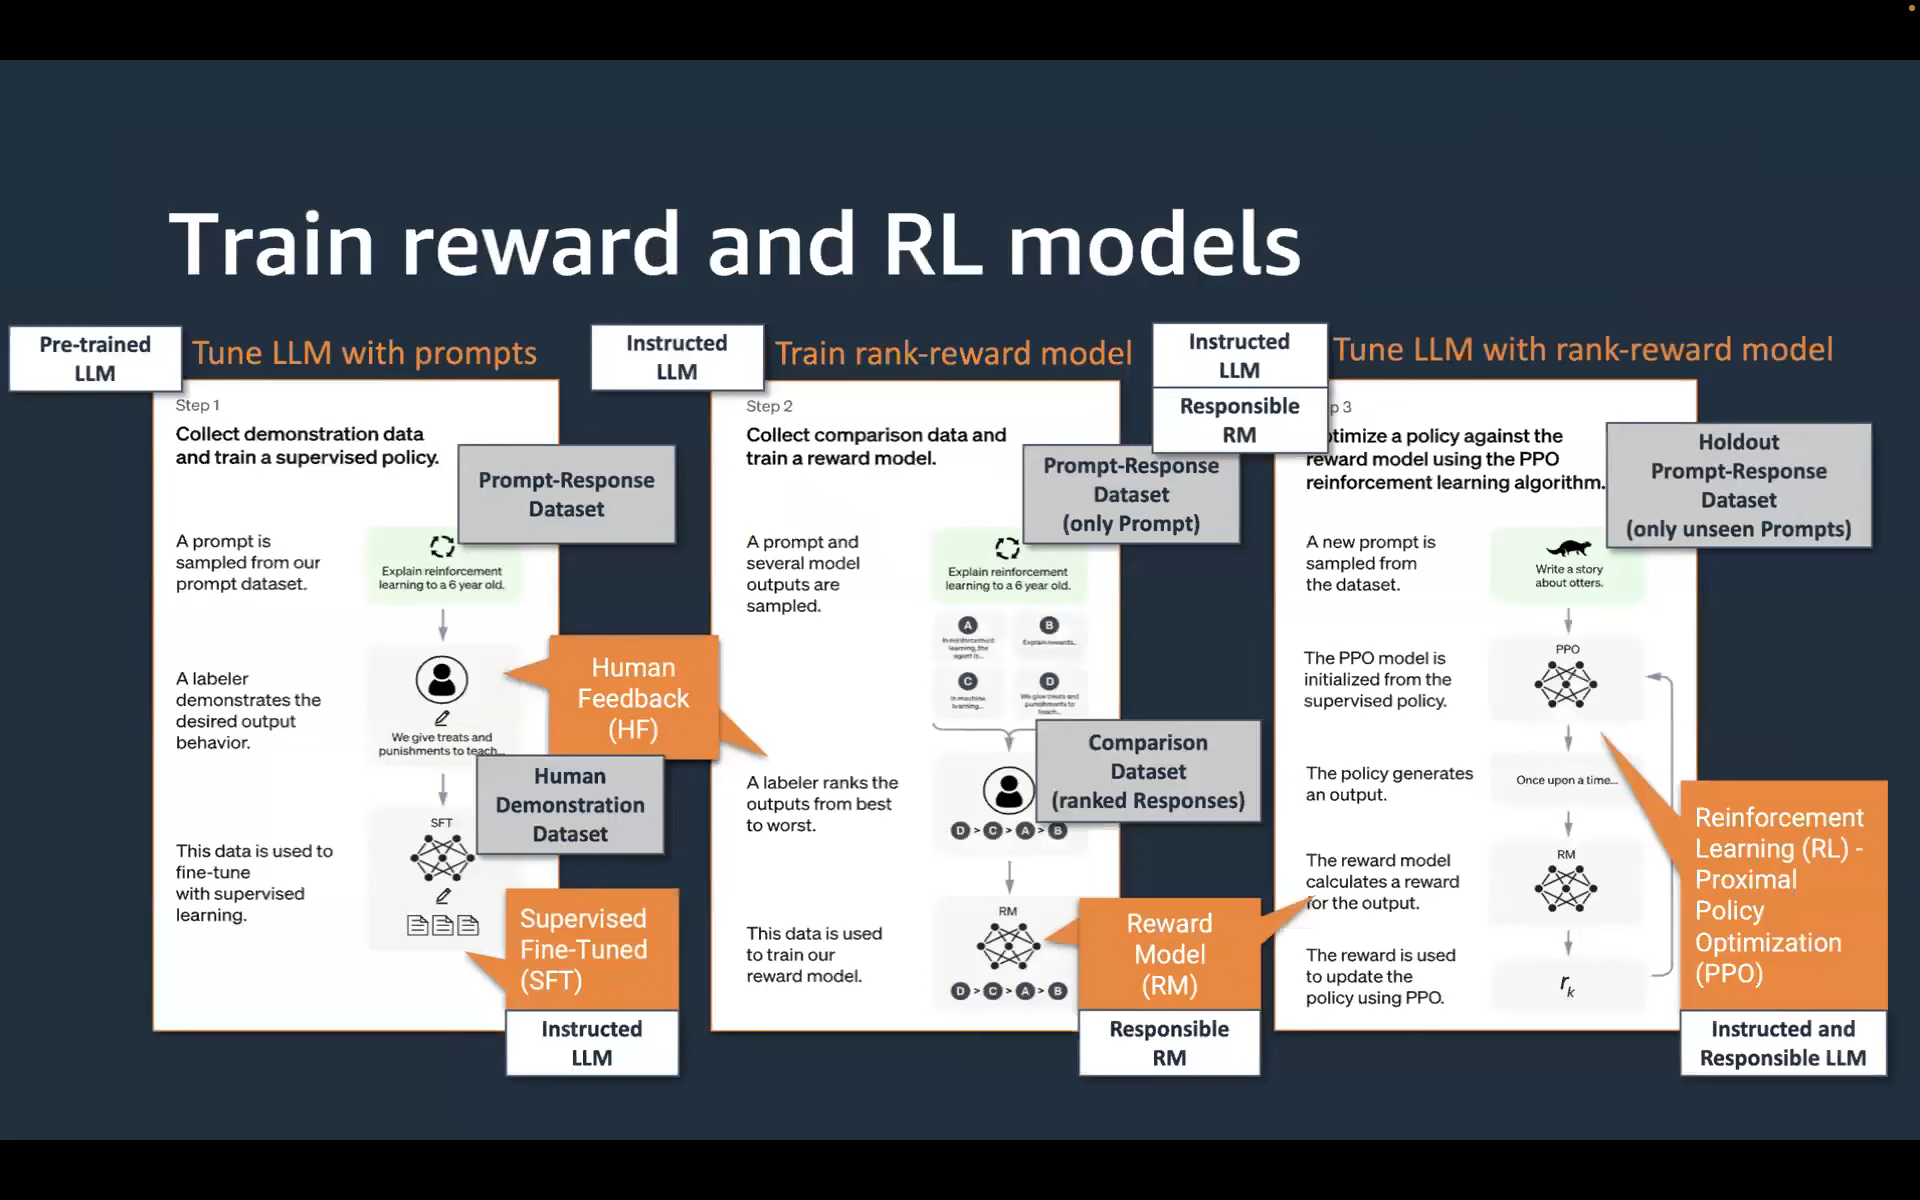 Train reward and RL models
Pre-trained
LLM
Tune LLM with prompts
Step 1
Collect demonstration data
and train a supervised policy.
Prompt-Response
Dataset
A prompt is
sampled from our
prompt dataset.
Explain reinforcement
learning to a 6 year old.
A labeler
demonstrates the
desired output
behavior.
We give treats and
punishments to teach...
Human
Feedback
(HF)
Human
Demonstration
Dataset
This data is used to
fine-tune
with supervised
learning.
SFT
Supervised
Fine-Tuned
(SFT)
Instructed
LLM
Instructed
LLM
Train rank-reward model
Step 2
Collect comparison data and
train a reward model.
Prompt-Response
Dataset
(only Prompt)
A prompt and
several model
outputs are
sampled.
Explain reinforcement
learning to a 6 year old.
A
In reinforcement
learning, the
agent is...
B
Explain rewards...
C
In machine
learning...
D
We give treats and
punishments to
teach...
Comparison
Dataset
(ranked Responses)
A labeler ranks the
outputs from best
to worst.
D > C > A > B
This data is used
to train our
reward model.
RM
D > C > A > B
Reward
Model
(RM)
Responsible
RM
Instructed
LLM
Responsible
RM
Tune LLM with rank-reward model
p 3
timize a policy against the
reward model using the PPO
reinforcement learning algorithm.
Holdout
Prompt-Response
Dataset
(only unseen Prompts)
A new prompt is
sampled from
the dataset.
Write a story
about otters.
The PPO model is
initialized from the
supervised policy.
PPO
The policy generates
an output.
Once upon a time...
The reward model
calculates a reward
for the output.
RM
The reward is used
to update the
policy using PPO.
rk
Reinforcement
Learning (RL) -
Proximal
Policy
Optimization
(PPO)
Instructed and
Responsible LLM